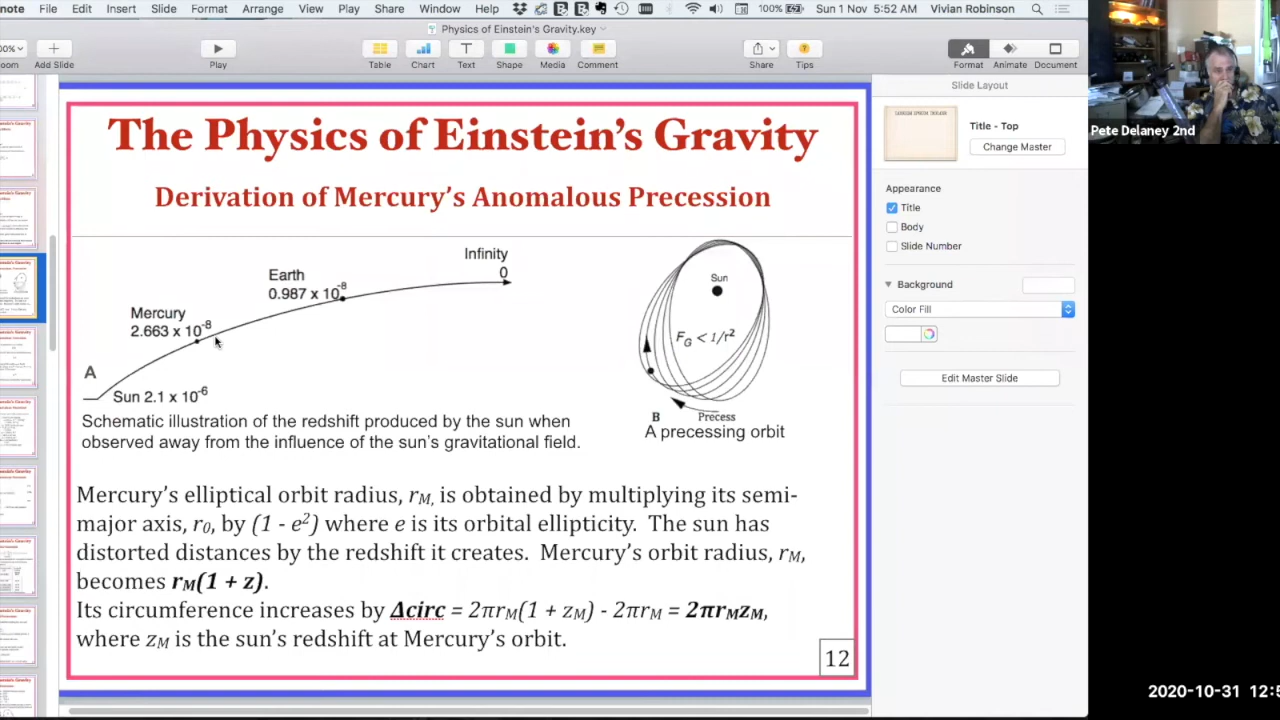 note File Edit Insert Slide Format Arrange View Play Share Window Help 100% Sun 1 Nov 5:52 AM Vivian Robinson
Physics of Einstein's Gravity.key
00%
oom Add Slide Play Table Chart Text Shape Media Comment Share Tips Format Animate Document
Slide Layout
Title - Top
Change Master
Appearance
Title
Body
Slide Number
Background
Color Fill
Edit Master Slide
The Physics of Einstein's Gravity
Derivation of Mercury's Anomalous Precession
Infinity
0
Earth
0.987 x 10-8
Mercury
2.663 x 10-8
A
Sun 2.1 x 10-6
Schematic illustration of the redshift produced by the sun when
observed away from the influence of the sun's gravitational field.
Sun
FG < 1/r2
B Precess
A precessing orbit
Mercury's elliptical orbit radius, rM, is obtained by multiplying its semi-
major axis, r0, by (1 - e2) where e is its orbital ellipticity. The sun has
distorted distances by the redshift it creates. Mercury's orbit radius, rM,
becomes rM(1 + z).
Its circumference increases by Δcirc = 2πrM(1 + zM) - 2πrM = 2πrMzM,
where zM is the sun's redshift at Mercury's orbit.
12
Pete Delaney 2nd
2020-10-31 12:5